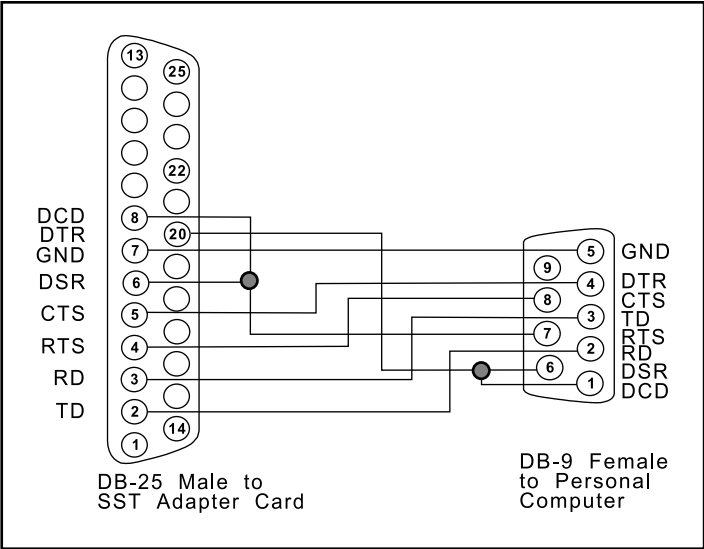 13
25
22
DCD
8
DTR
20
GND
7
DSR
6
CTS
5
RTS
4
RD
3
TD
2
14
1
5
GND
9
4
DTR
8
CTS
3
TD
7
RTS
2
RD
6
DSR
1
DCD
DB-25 Male to
SST Adapter Card
DB-9 Female
to Personal
Computer